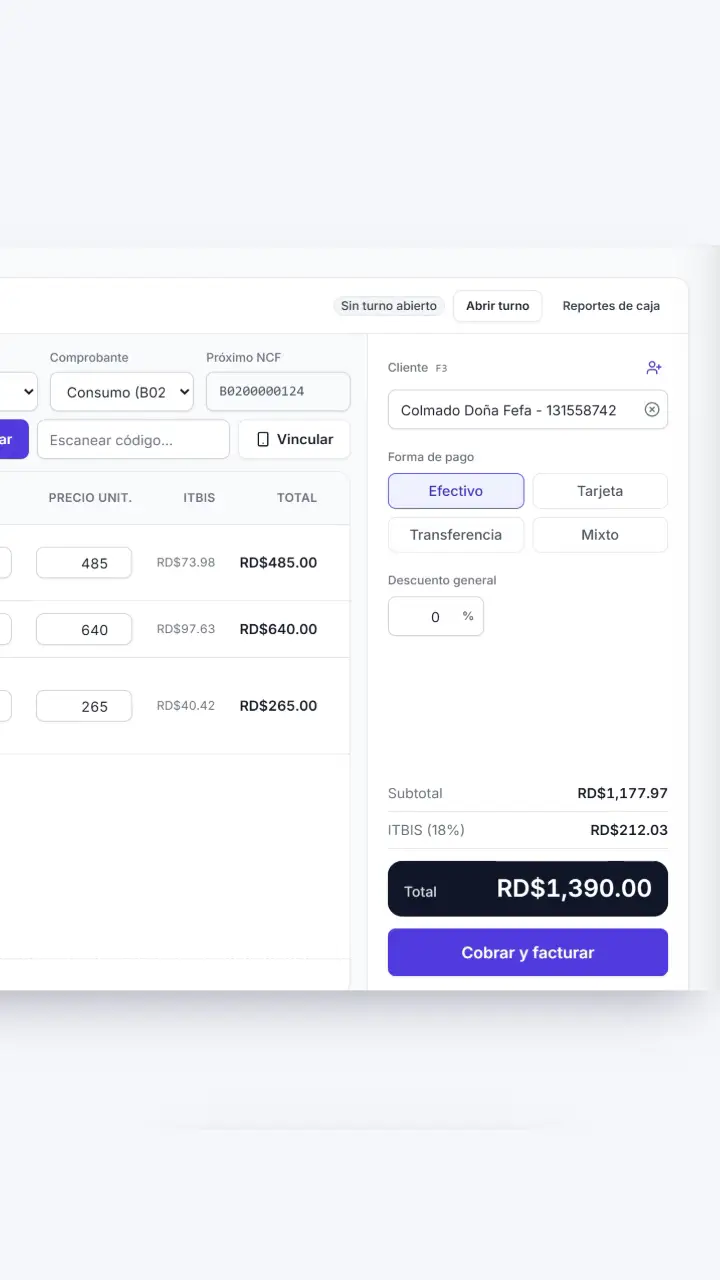 Sin turno abierto Abrir turno Reportes de caja
Comprobante Próximo NCF
Consumo (B02 B0200000124
ar Escanear código... Vincular
PRECIO UNIT. ITBIS TOTAL
485 RD$73.98 RD$485.00
640 RD$97.63 RD$640.00
265 RD$40.42 RD$265.00
Cliente F3
Colmado Doña Fefa - 131558742
Forma de pago
Efectivo Tarjeta
Transferencia Mixto
Descuento general
0 %
Subtotal RD$1,177.97
ITBIS (18%) RD$212.03
Total RD$1,390.00
Cobrar y facturar